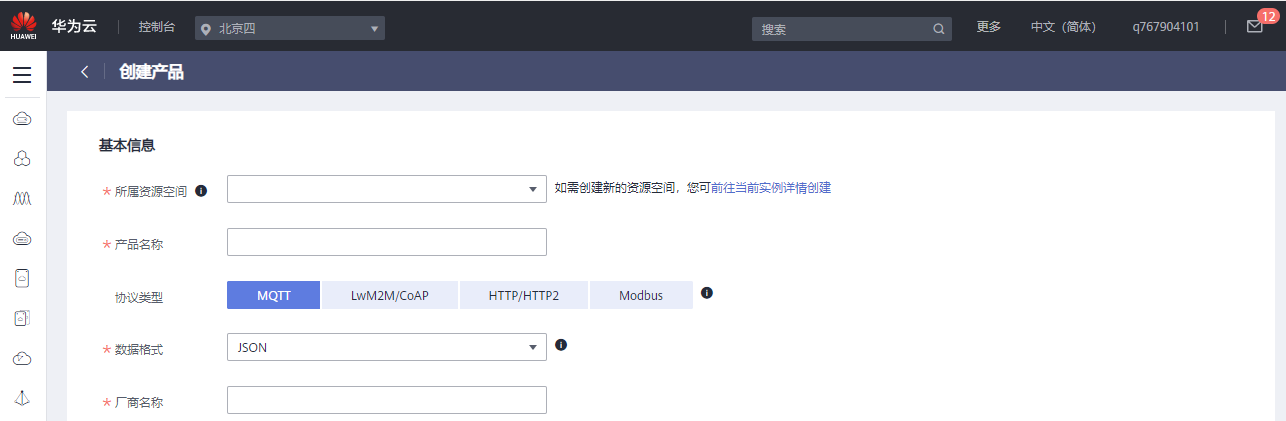 HUAWEI 华为云 控制台 北京四 搜索 更多 中文（简体） q767904101 12
创建产品
基本信息
* 所属资源空间 如需创建新的资源空间，您可前往当前实例详情创建
* 产品名称
协议类型 MQTT LwM2M/CoAP HTTP/HTTP2 Modbus
* 数据格式 JSON
* 厂商名称